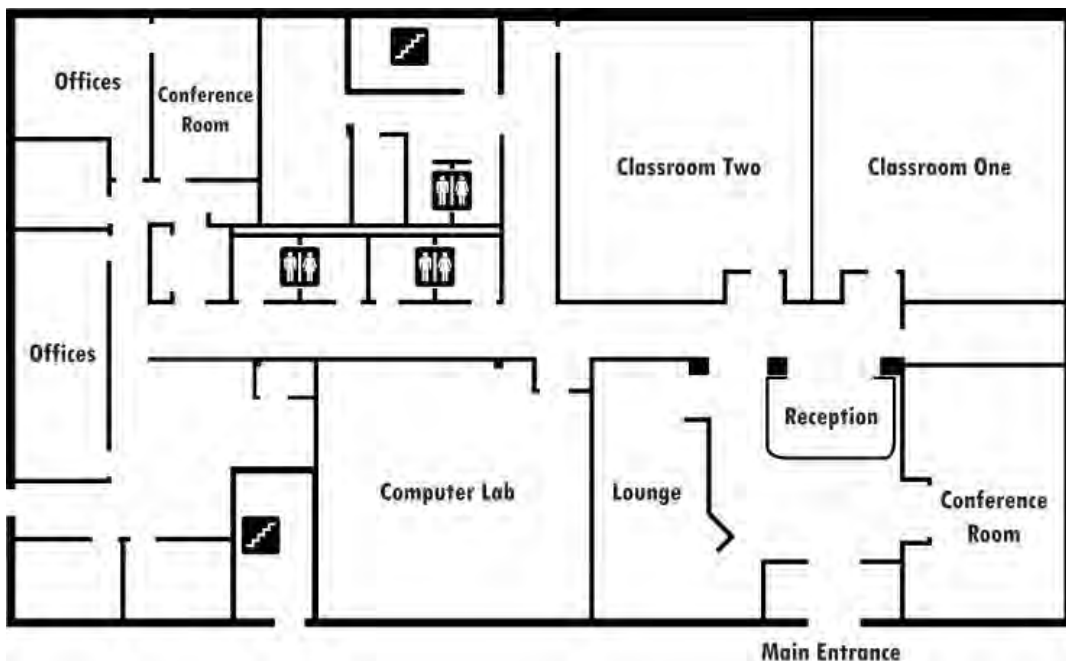 Offices
Conference
Room
Classroom Two
Classroom One
Offices
Reception
Computer Lab
Lounge
Conference
Room
Main Entrance